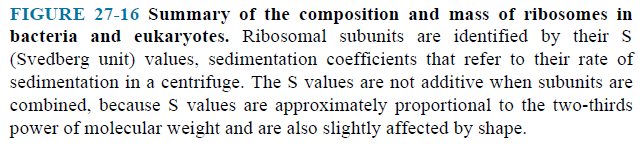 FIGURE 27-16 Summary of the composition and mass of ribosomes in
bacteria and eukaryotes. Ribosomal subunits are identified by their S
(Svedberg unit) values, sedimentation coefficients that refer to their rate of
sedimentation in a centrifuge. The S values are not additive when subunits are
combined, because S values are approximately proportional to the two-thirds
power of molecular weight and are also slightly affected by shape.